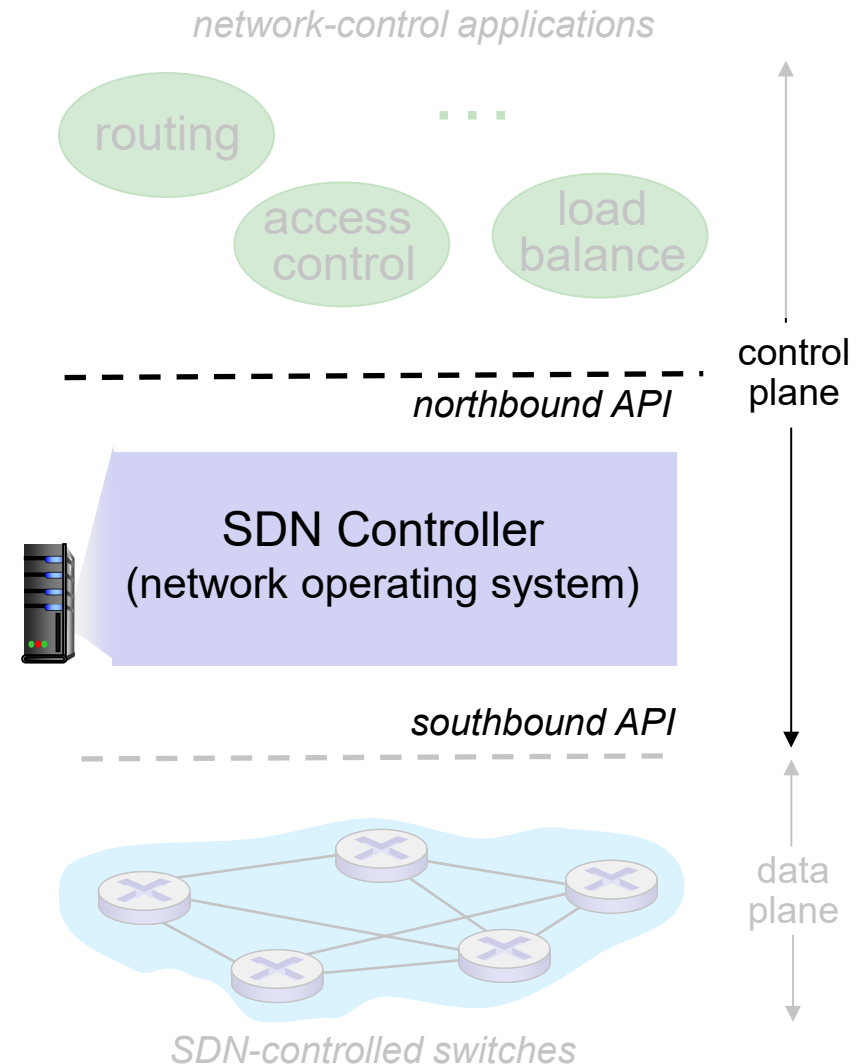 network-control applications
routing
...
access
control
load
balance
control
plane
northbound API
SDN Controller
(network operating system)
southbound API
data
plane
SDN-controlled switches